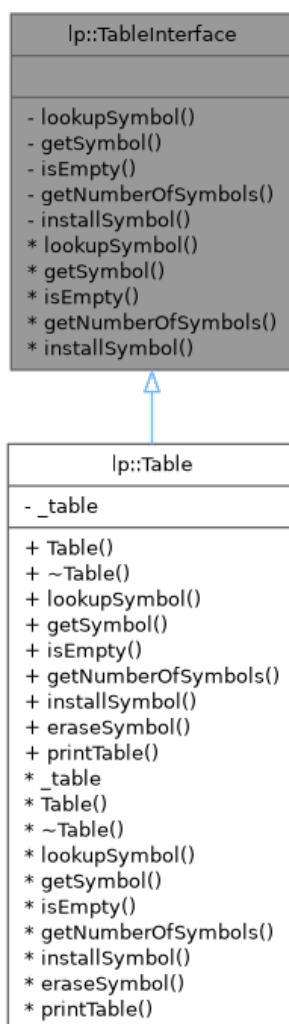 lp::TableInterface
- lookupSymbol()
- getSymbol()
- isEmpty()
- getNumberOfSymbols()
- installSymbol()
* lookupSymbol()
* getSymbol()
* isEmpty()
* getNumberOfSymbols()
* installSymbol()
lp::Table
- _table
+ Table()
+ ~Table()
+ lookupSymbol()
+ getSymbol()
+ isEmpty()
+ getNumberOfSymbols()
+ installSymbol()
+ eraseSymbol()
+ printTable()
* _table
* Table()
* ~Table()
* lookupSymbol()
* getSymbol()
* isEmpty()
* getNumberOfSymbols()
* installSymbol()
* eraseSymbol()
* printTable()